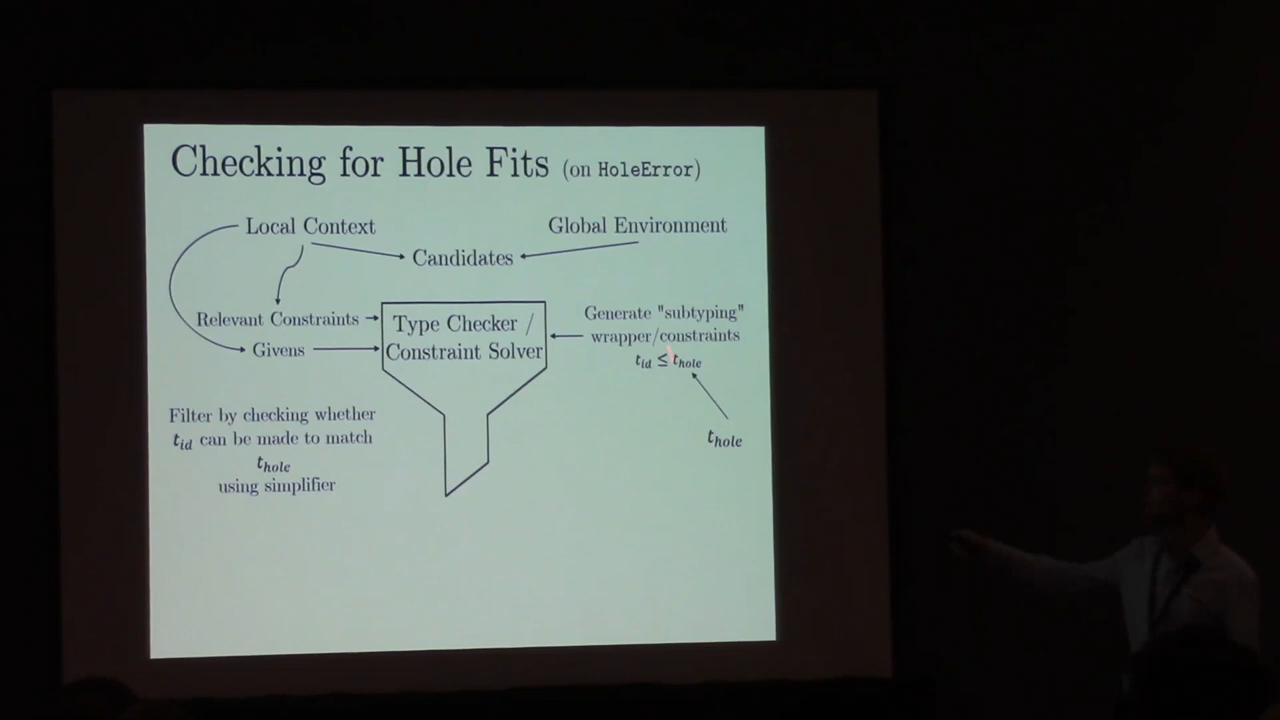 Checking for Hole Fits (on HoleError)
Local Context
Global Environment
Candidates
Relevant Constraints
Givens
Type Checker /
Constraint Solver
Generate "subtyping"
wrapper/constraints
t_id ≤ t_hole
t_hole
Filter by checking whether
t_id can be made to match
t_hole
using simplifier